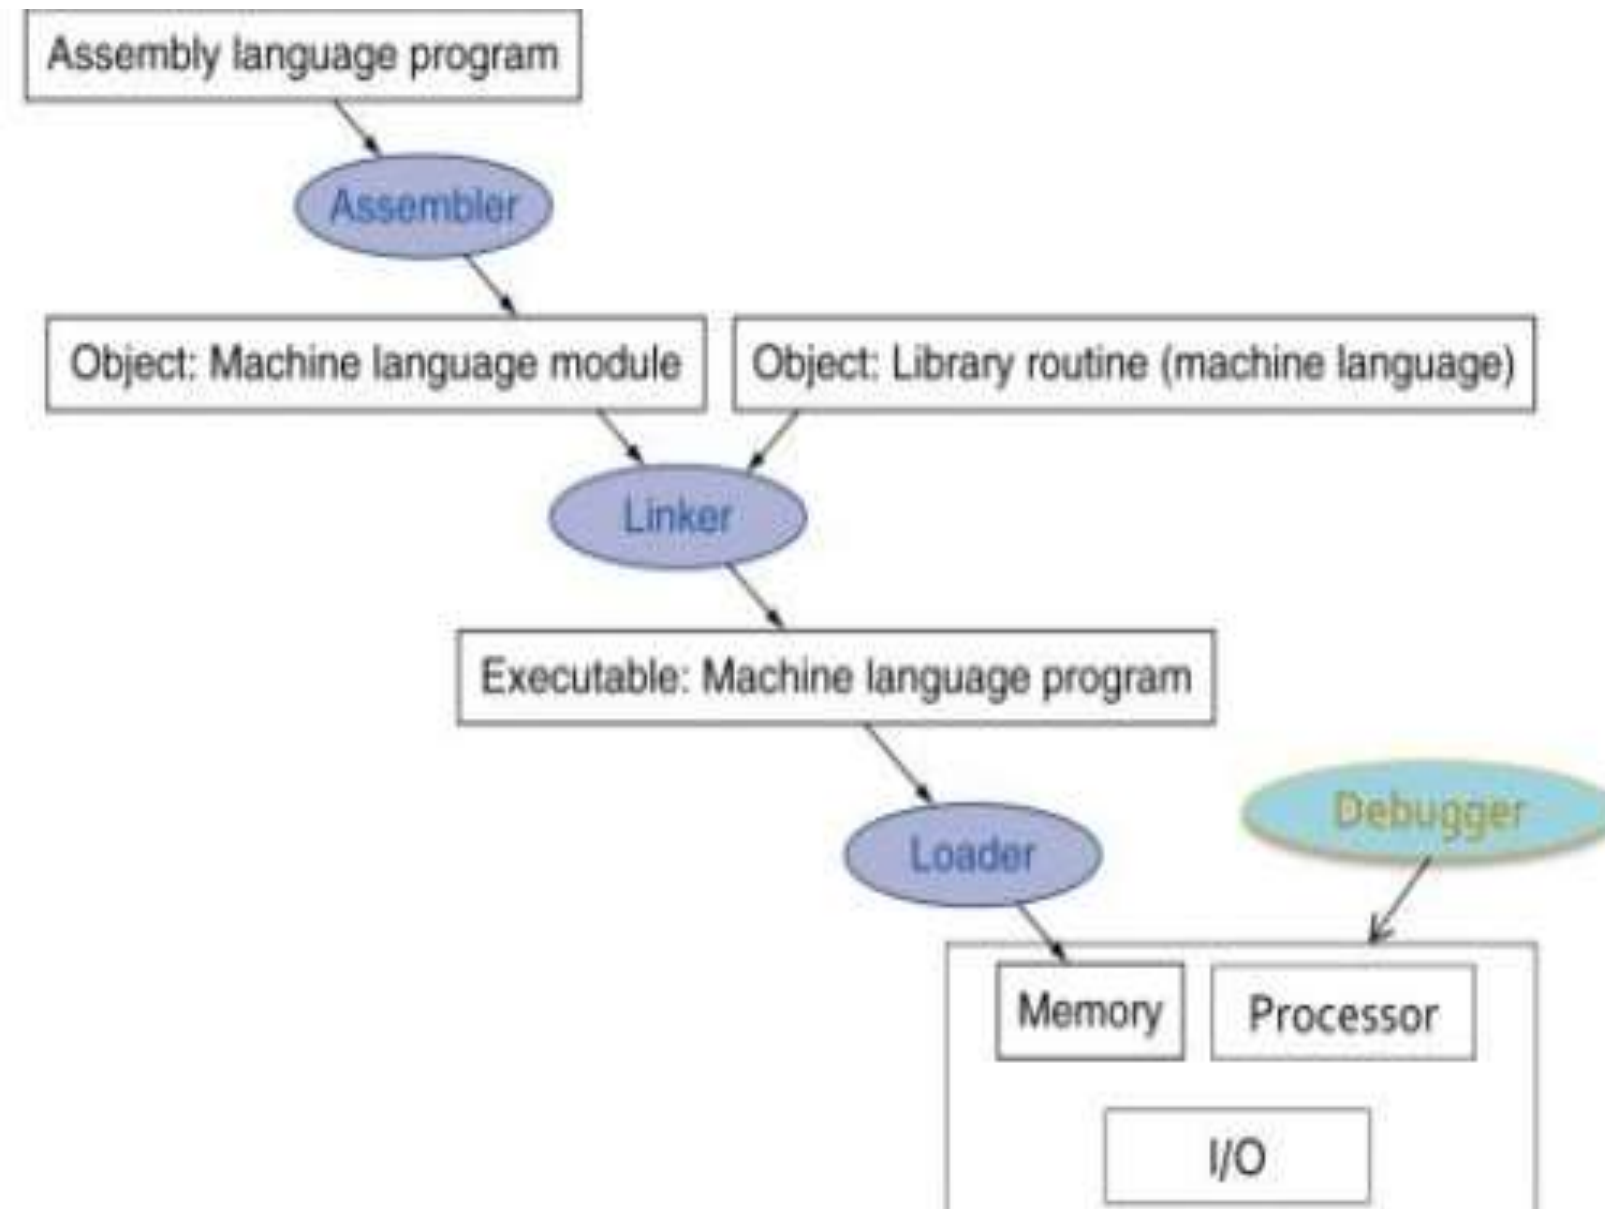 Assembly language program
Assembler
Object: Machine language module
Object: Library routine (machine language)
Linker
Executable: Machine language program
Debugger
Loader
Memory
Processor
I/O